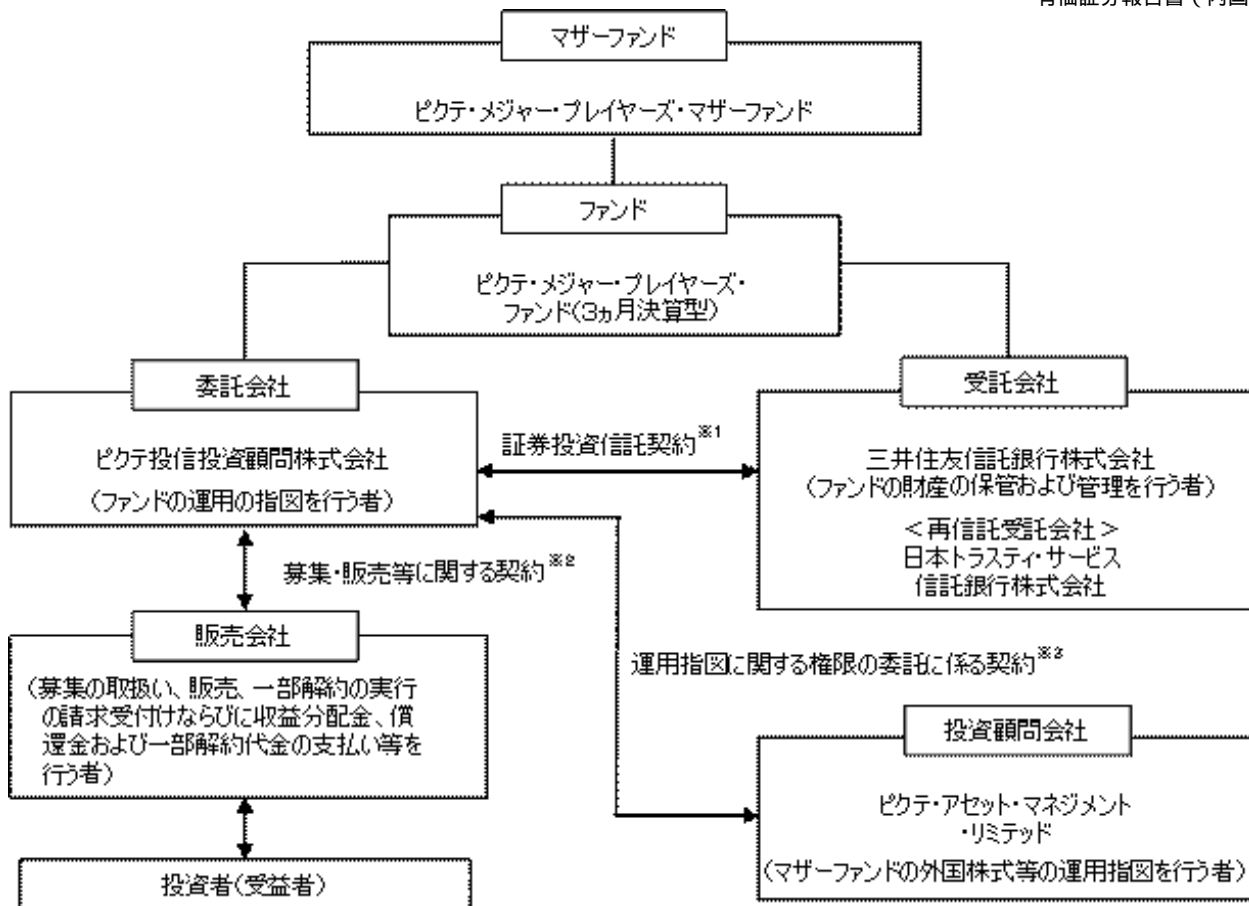 マザーファンド
ピクテ・メジャー・プレイヤーズ・マザーファンド
ファンド
ピクテ・メジャー・プレイヤーズ・
ファンド(3ヵ月決算型)
委託会社
ピクテ投信投資顧問株式会社
(ファンドの運用の指図を行う者)
証券投資信託契約※1
受託会社
三井住友信託銀行株式会社
(ファンドの財産の保管および管理を行う者)
<再信託受託会社>
日本トラスティ・サービス
信託銀行株式会社
募集・販売等に関する契約※2
販売会社
(募集の取扱い、販売、一部解約の実行
の請求受付けならびに収益分配金、償
還金および一部解約代金の支払い等を
行う者)
運用指図に関する権限の委託に係る契約※3
投資顧問会社
ピクテ・アセット・マネジメント
・リミテッド
(マザーファンドの外国株式等の運用指図を行う者)
投資者(受益者)